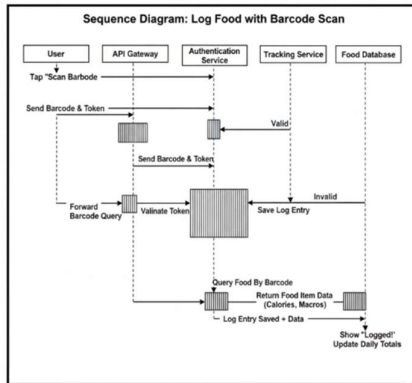 Sequence Diagram: Log Food with Barcode Scan
User
API Gateway
Authentication
Service
Tracking Service
Food Database
Tap "Scan Barbode
Send Barcode & Token
Valid
Send Barcode & Token
Forward
Barcode Query
Valinate Token
Save Log Entry
Invalid
Query Food By Barcode
Return Food Item Data
(Calories, Macros)
Log Entry Saved + Data
Show "Logged!'
Update Daily Totals